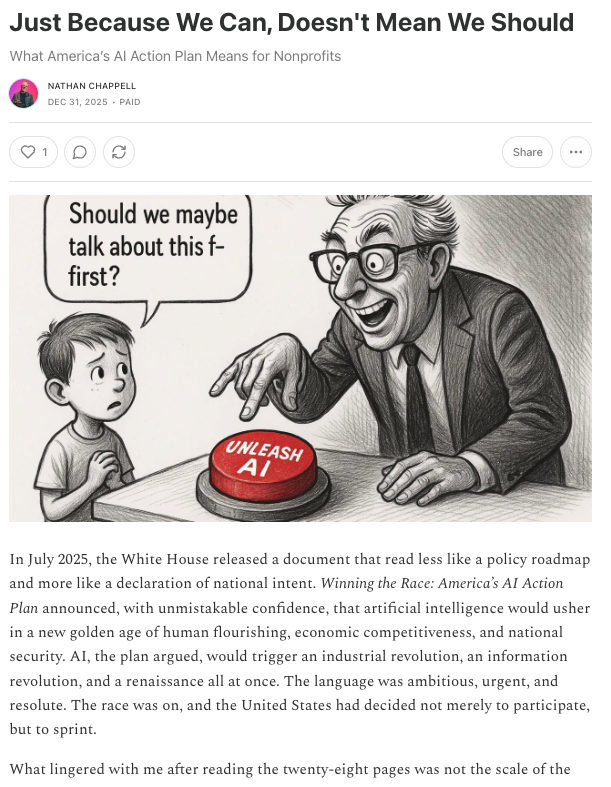 Just Because We Can, Doesn't Mean We Should
What America's AI Action Plan Means for Nonprofits
NATHAN CHAPPELL
DEC 31, 2025 • PAID
1
Share
Should we maybe
talk about this f-
first?
UNLEASH
AI
In July 2025, the White House released a document that read less like a policy roadmap
and more like a declaration of national intent. Winning the Race: America’s AI Action
Plan announced, with unmistakable confidence, that artificial intelligence would usher
in a new golden age of human flourishing, economic competitiveness, and national
security. AI, the plan argued, would trigger an industrial revolution, an information
revolution, and a renaissance all at once. The language was ambitious, urgent, and
resolute. The race was on, and the United States had decided not merely to participate,
but to sprint.
What lingered with me after reading the twenty-eight pages was not the scale of the